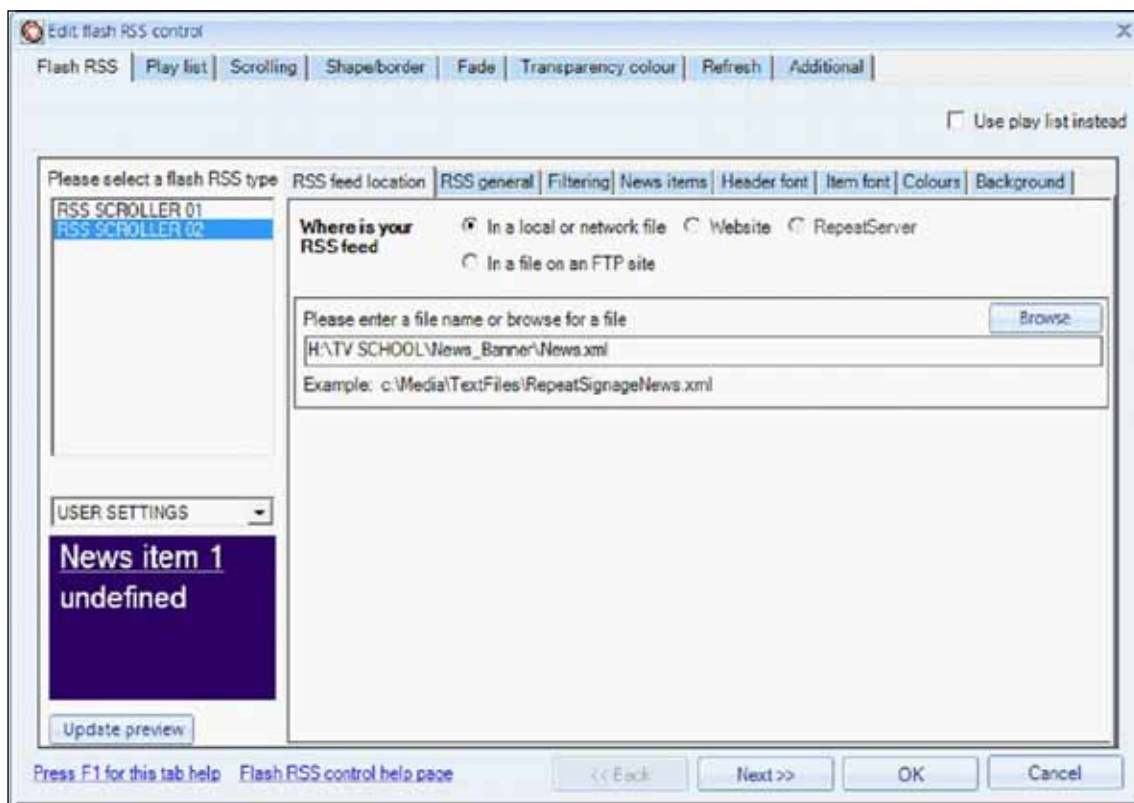 Edit flash RSS control
Flash RSS Play list Scrolling Shape/border Fade Transparency colour Refresh Additional
Use play list instead
Please select a flash RSS type
RSS SCROLLER 01
RSS SCROLLER 02
RSS feed location RSS general Filtering News items Header font Item font Colours Background
Where is your RSS feed
In a local or network file Website RepeatServer
In a file on an FTP site
Please enter a file name or browse for a file
Browse
H:\TV SCHOOL\News_Banner\News.xml
Example: c:\Media\TextFiles\RepeatSignageNews.xml
USER SETTINGS
News item 1
undefined
Update preview
Press F1 for this tab help Flash RSS control help page << Back Next >> OK Cancel